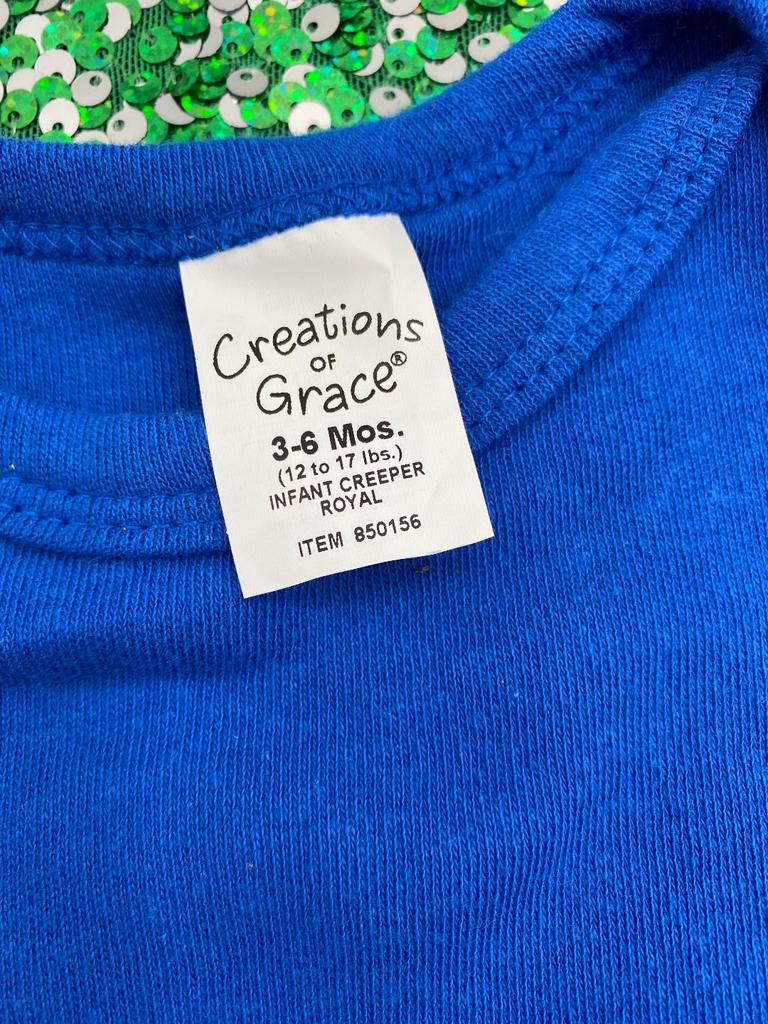 Creations
OF
Grace®
3-6 Mos.
(12 to 17 lbs.)
INFANT CREEPER
ROYAL
ITEM 850156